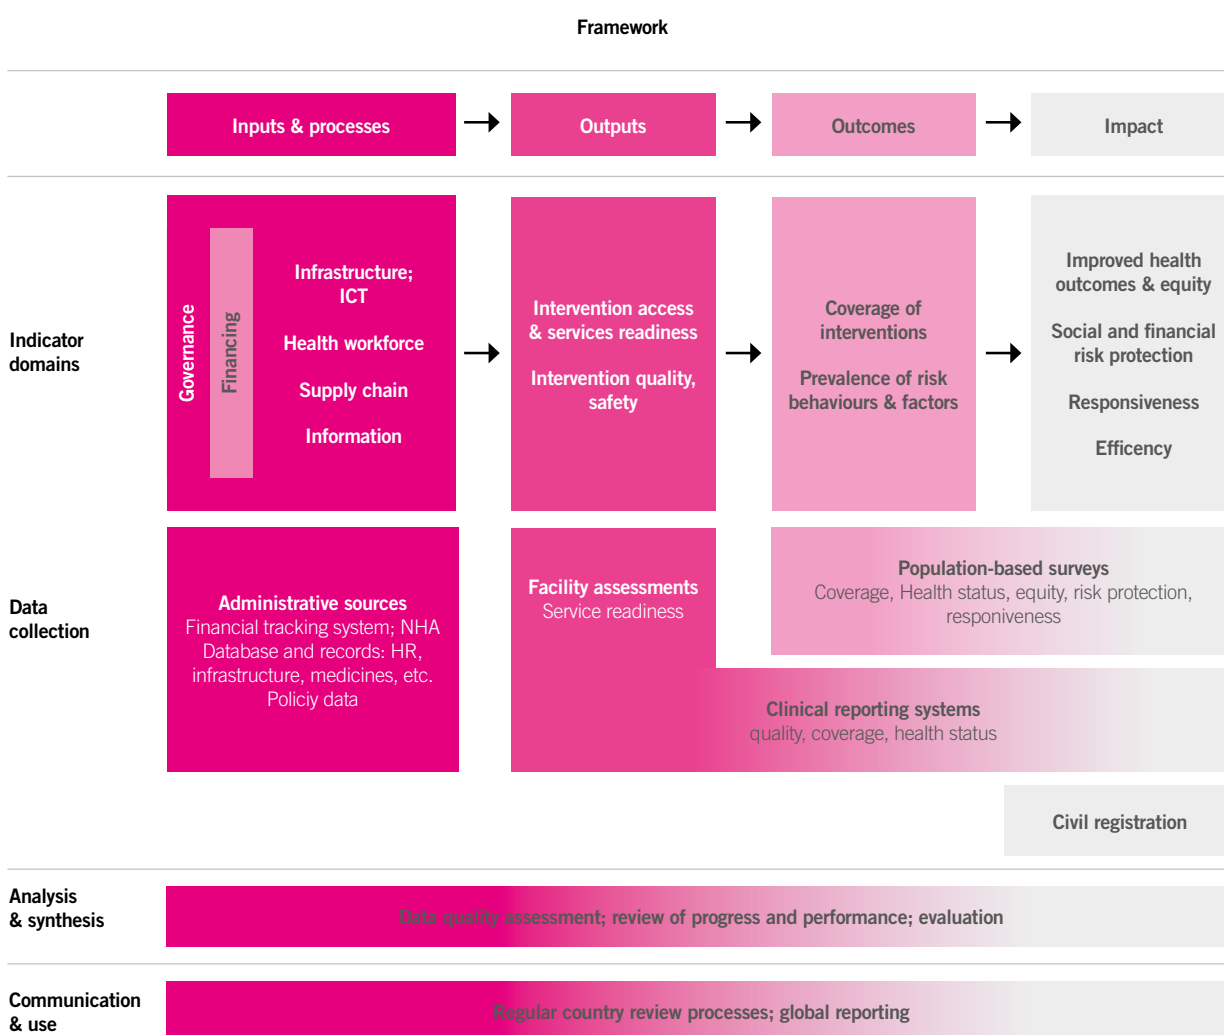 Framework
Inputs & processes
Outputs
Outcomes
Impact
Indicator
domains
Governance
Financing
Infrastructure;
ICT
Health workforce
Supply chain
Information
Intervention access
& services readiness
Intervention quality,
safety
Coverage of
interventions
Prevalence of risk
behaviours & factors
Improved health
outcomes & equity
Social and financial
risk protection
Responsiveness
Efficency
Data
collection
Administrative sources
Financial tracking system; NHA
Database and records: HR,
infrastructure, medicines, etc.
Policiy data
Facility assessments
Service readiness
Population-based surveys
Coverage, Health status, equity, risk protection,
responiveness
Clinical reporting systems
quality, coverage, health status
Civil registration
Analysis
& synthesis
Data quality assessment; review of progress and performance; evaluation
Communication
& use
Regular country review processes; global reporting